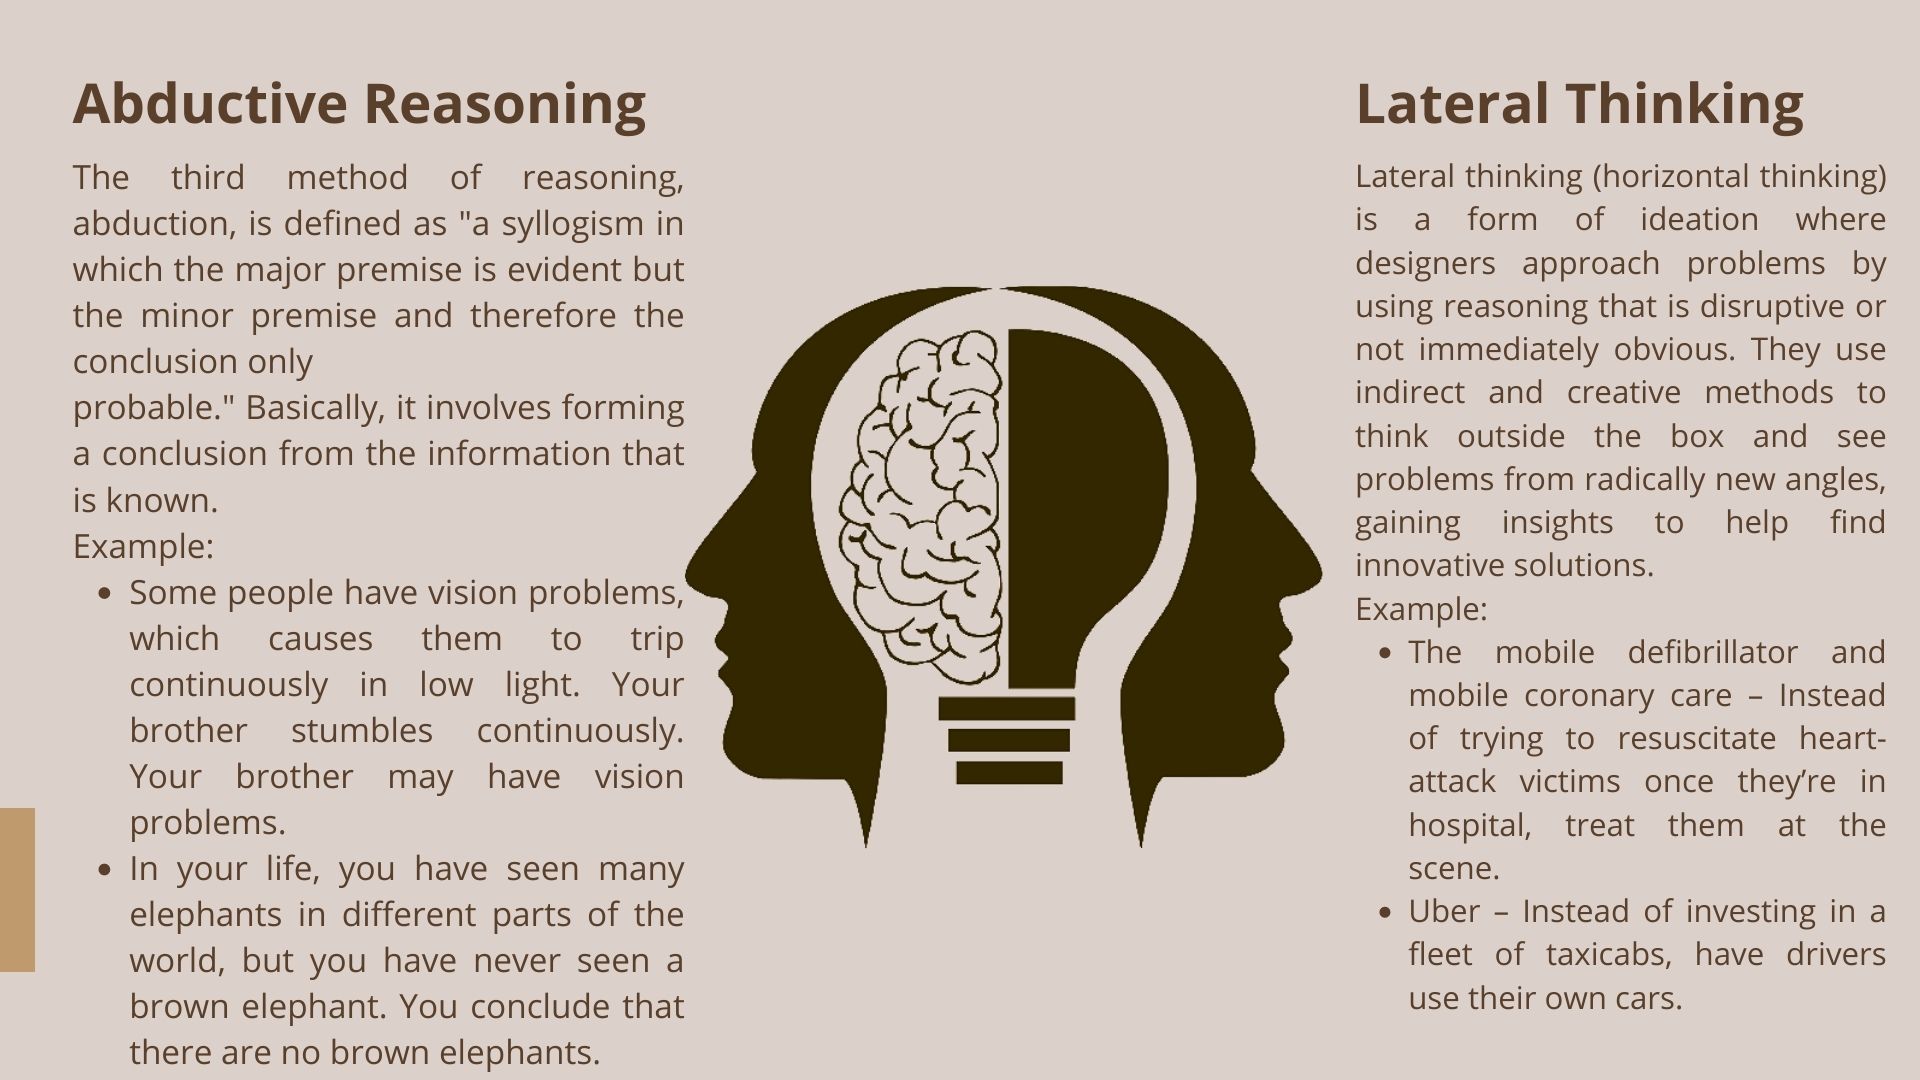 Abductive Reasoning
The third method of reasoning,
abduction, is defined as "a syllogism in
which the major premise is evident but
the minor premise and therefore the
conclusion only
probable." Basically, it involves forming
a conclusion from the information that
is known.
Example:
• Some people have vision problems,
which causes them to trip
continuously in low light. Your
brother stumbles continuously.
Your brother may have vision
problems.
• In your life, you have seen many
elephants in different parts of the
world, but you have never seen a
brown elephant. You conclude that
there are no brown elephants.
Lateral Thinking
Lateral thinking (horizontal thinking)
is a form of ideation where
designers approach problems by
using reasoning that is disruptive or
not immediately obvious. They use
indirect and creative methods to
think outside the box and see
problems from radically new angles,
gaining insights to help find
innovative solutions.
Example:
• The mobile defibrillator and
mobile coronary care – Instead
of trying to resuscitate heart-
attack victims once they’re in
hospital, treat them at the
scene.
• Uber – Instead of investing in a
fleet of taxicabs, have drivers
use their own cars.